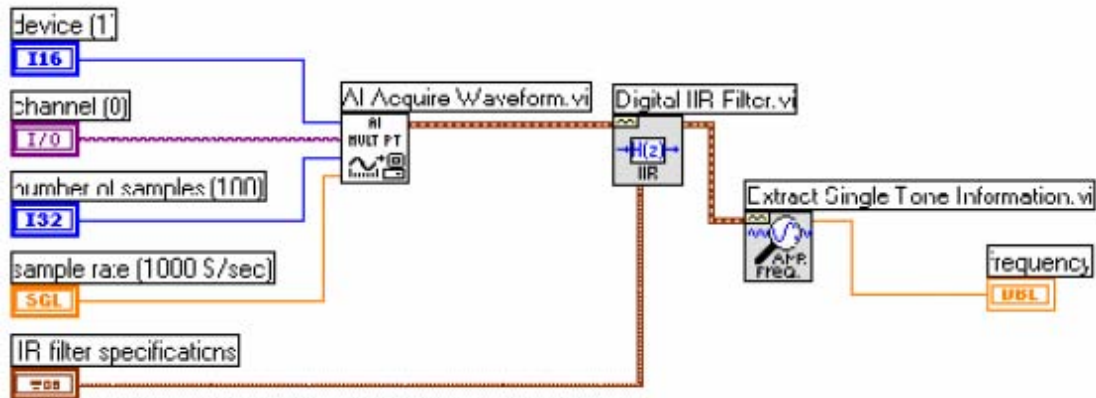 device (1)
I16
channel (0)
I/O
number of samples (100)
I32
sample rate (1000 S/sec)
SGL
IIR filter specifications
AI Acquire Waveform.vi
AI
MULT PT
Digital IIR Filter.vi
H(z)
IIR
Extract Single Tone Information.vi
AMP
FREQ.
frequency
DBL